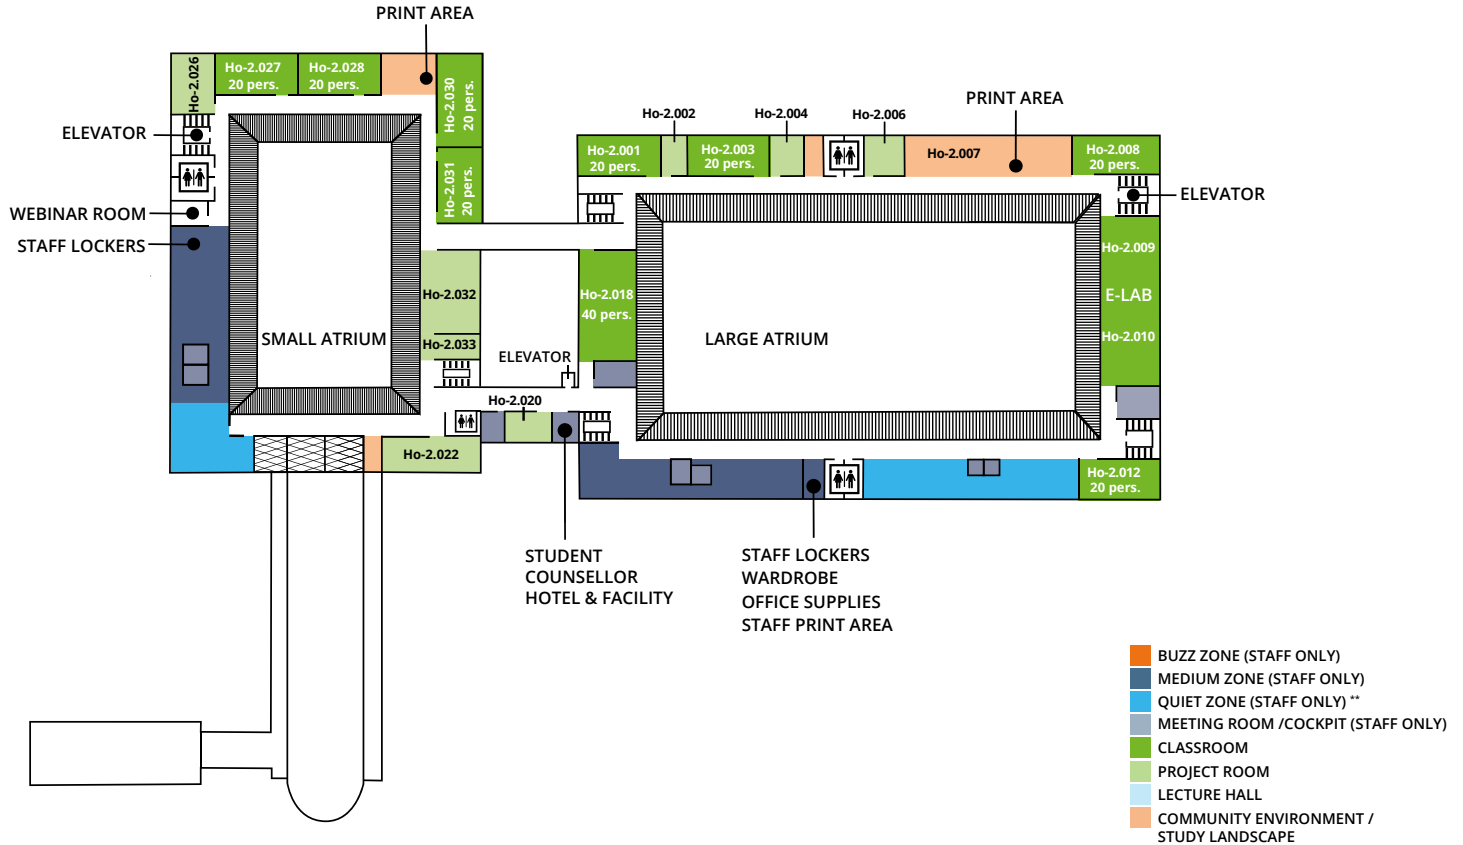 PRINT AREA
Ho-2.026
Ho-2.027
20 pers.
Ho-2.028
20 pers.
Ho-2.030
20 pers.
Ho-2.031
20 pers.
ELEVATOR
WEBINAR ROOM
STAFF LOCKERS
SMALL ATRIUM
Ho-2.032
Ho-2.033
ELEVATOR
Ho-2.020
Ho-2.022
Ho-2.001
20 pers.
Ho-2.002
Ho-2.003
20 pers.
Ho-2.004
Ho-2.006
PRINT AREA
Ho-2.007
Ho-2.008
20 pers.
ELEVATOR
Ho-2.009
E-LAB
Ho-2.010
Ho-2.018
40 pers.
LARGE ATRIUM
Ho-2.012
20 pers.
STUDENT
COUNSELLOR
HOTEL & FACILITY
STAFF LOCKERS
WARDROBE
OFFICE SUPPLIES
STAFF PRINT AREA
BUZZ ZONE (STAFF ONLY)
MEDIUM ZONE (STAFF ONLY)
QUIET ZONE (STAFF ONLY) **
MEETING ROOM /COCKPIT (STAFF ONLY)
CLASSROOM
PROJECT ROOM
LECTURE HALL
COMMUNITY ENVIRONMENT /
STUDY LANDSCAPE